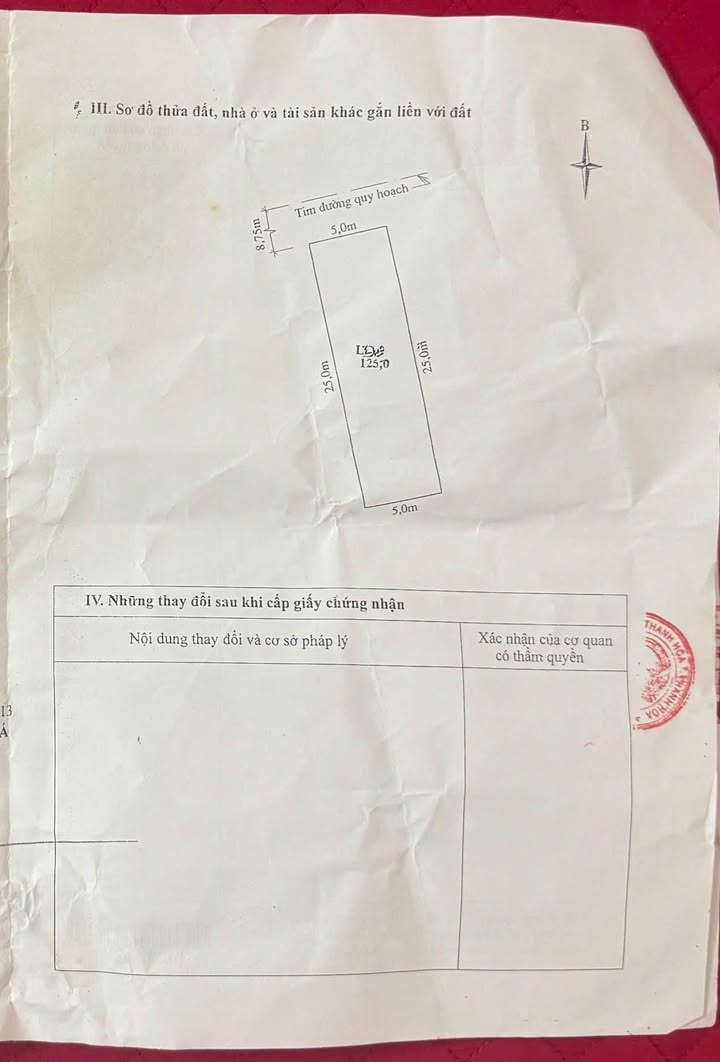 III. Sơ đồ thửa đất, nhà ở và tài sản khác gắn liền với đất
B
Tim đường quy hoạch
8,75m
5,0m
125,0
25,0m
25,0m
5,0m
IV. Những thay đổi sau khi cấp giấy chứng nhận
Nội dung thay đổi và cơ sở pháp lý
Xác nhận của cơ quan
có thẩm quyền
13
Á